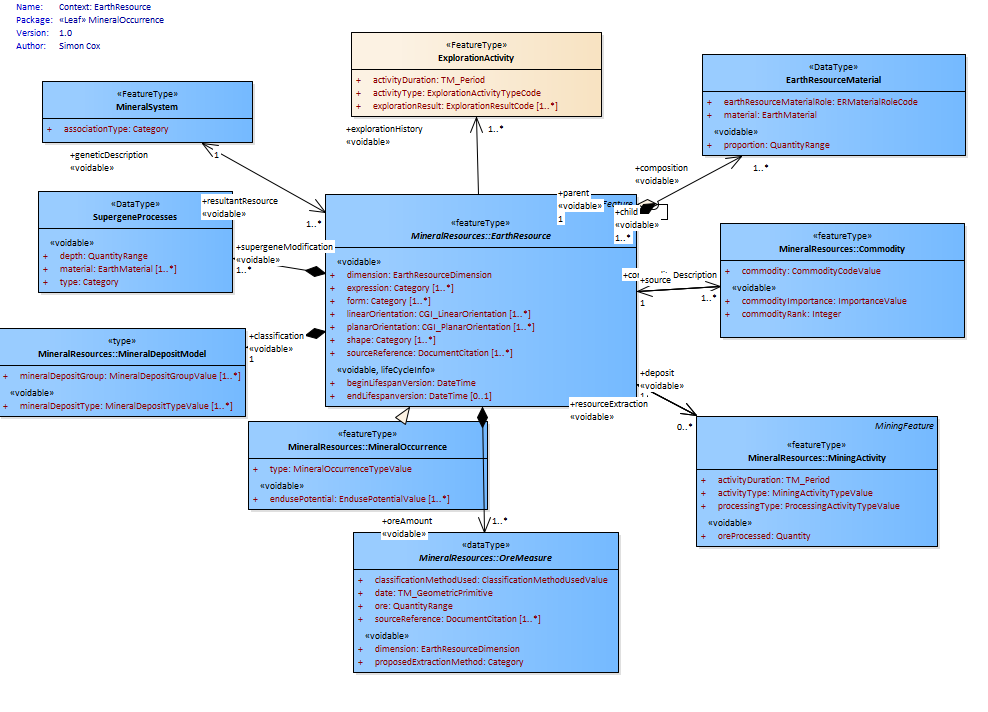 Name: Context: EarthResource
Package: «Leaf» MineralOccurrence
Version: 1.0
Author: Simon Cox
«FeatureType»
ExplorationActivity
+ activityDuration: TM_Period
+ activityType: ExplorationActivityTypeCode
+ explorationResult: ExplorationResultCode [1..*]
«DataType»
EarthResourceMaterial
+ earthResourceMaterialRole: ERMaterialRoleCode
+ material: EarthMaterial
«voidable»
+ proportion: QuantityRange
«FeatureType»
MineralSystem
+ associationType: Category
+explorationHistory
«voidable»
1..*
+geneticDescription
«voidable»
1
+composition
«voidable»
1..*
«DataType»
SupergeneProcesses
«voidable»
+ depth: QuantityRange
+ material: EarthMaterial [1..*]
+ type: Category
+resultantResource
«voidable»
1..*
+parent
«voidable»
1
+child
«voidable»
1..*
+supergeneModification
«voidable»
1..*
«featureType»
MineralResources::EarthResource
«voidable»
+ dimension: EarthResourceDimension
+ expression: Category [1..*]
+ form: Category [1..*]
+ linearOrientation: CGI_LinearOrientation [1..*]
+ planarOrientation: CGI_PlanarOrientation [1..*]
+ shape: Category [1..*]
+ sourceReference: DocumentCitation [1..*]
«voidable, lifeCycleInfo»
+ beginLifespanVersion: DateTime
+ endLifespanversion: DateTime [0..1]
«featureType»
MineralResources::Commodity
+ commodity: CommodityCodeValue
«voidable»
+ commodityImportance: ImportanceValue
+ commodityRank: Integer
+source
Description
1
1..*
«type»
MineralResources::MineralDepositModel
+ mineralDepositGroup: MineralDepositGroupValue [1..*]
«voidable»
+ mineralDepositType: MineralDepositTypeValue [1..*]
+classification
«voidable»
1
+deposit
«voidable»
+resourceExtraction
«voidable»
0..*
MiningFeature
«featureType»
MineralResources::MiningActivity
+ activityDuration: TM_Period
+ activityType: MiningActivityTypeValue
+ processingType: ProcessingActivityTypeValue
«voidable»
+ oreProcessed: Quantity
«featureType»
MineralResources::MineralOccurrence
+ type: MineralOccurrenceTypeValue
«voidable»
+ endusePotential: EndusePotentialValue [1..*]
+oreAmount
«voidable»
1..*
«dataType»
MineralResources::OreMeasure
+ classificationMethodUsed: ClassificationMethodUsedValue
+ date: TM_GeometricPrimitive
+ ore: QuantityRange
+ sourceReference: DocumentCitation [1..*]
«voidable»
+ dimension: EarthResourceDimension
+ proposedExtractionMethod: Category